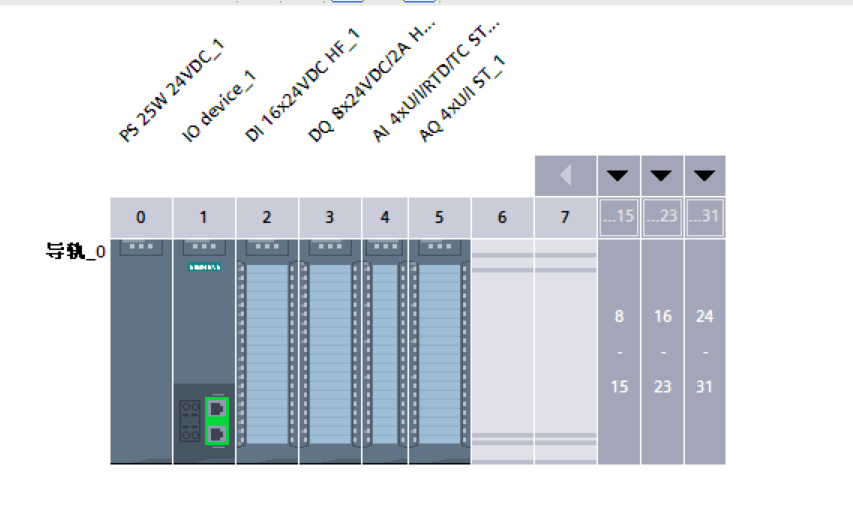 PS 25W 24VDC_1
IO device_1
DI 16x24VDC HF_1
DQ 8x24VDC/2A H...
AI 4xU/I/RTD/TC ST...
AQ 4xU/I ST_1
0 1 2 3 4 5 6 7 ...15 ...23 ...31
导轨_0
SIEMENS
8 16 24
- - -
15 23 31